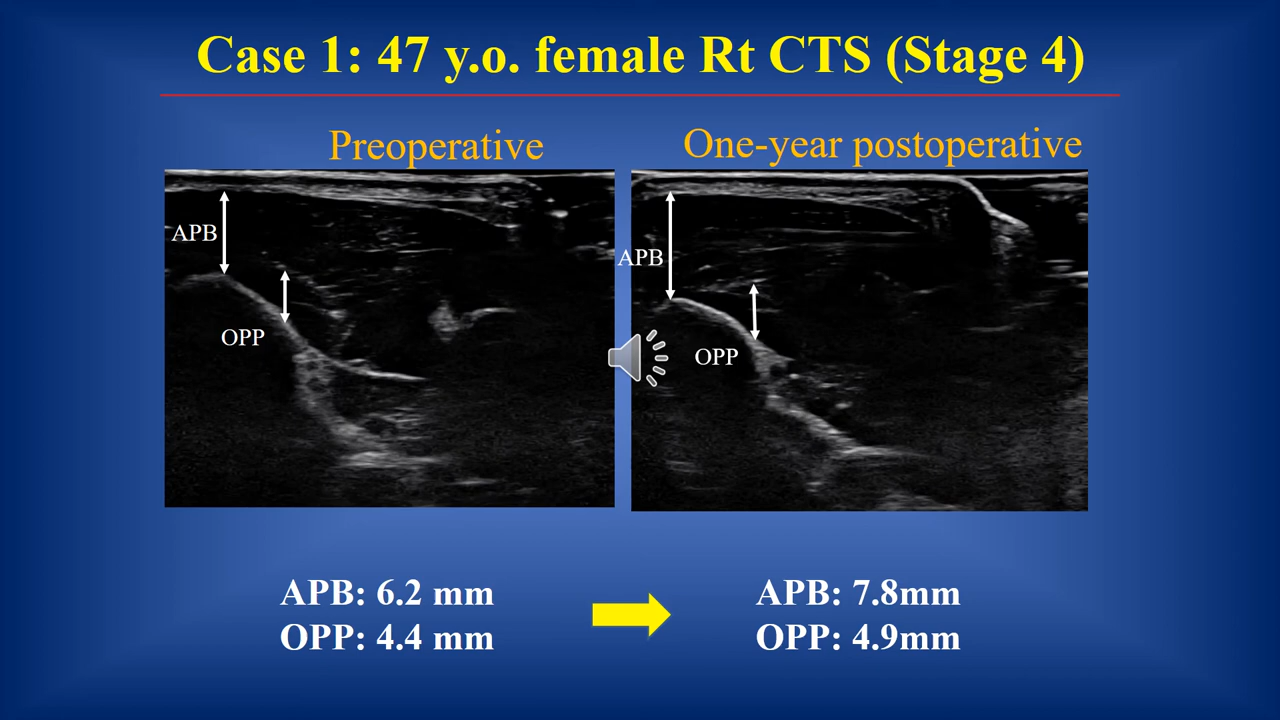 Case 1: 47 y.o. female Rt CTS (Stage 4)
Preoperative
One-year postoperative
APB
OPP
APB
OPP
APB: 6.2 mm
OPP: 4.4 mm
APB: 7.8mm
OPP: 4.9mm